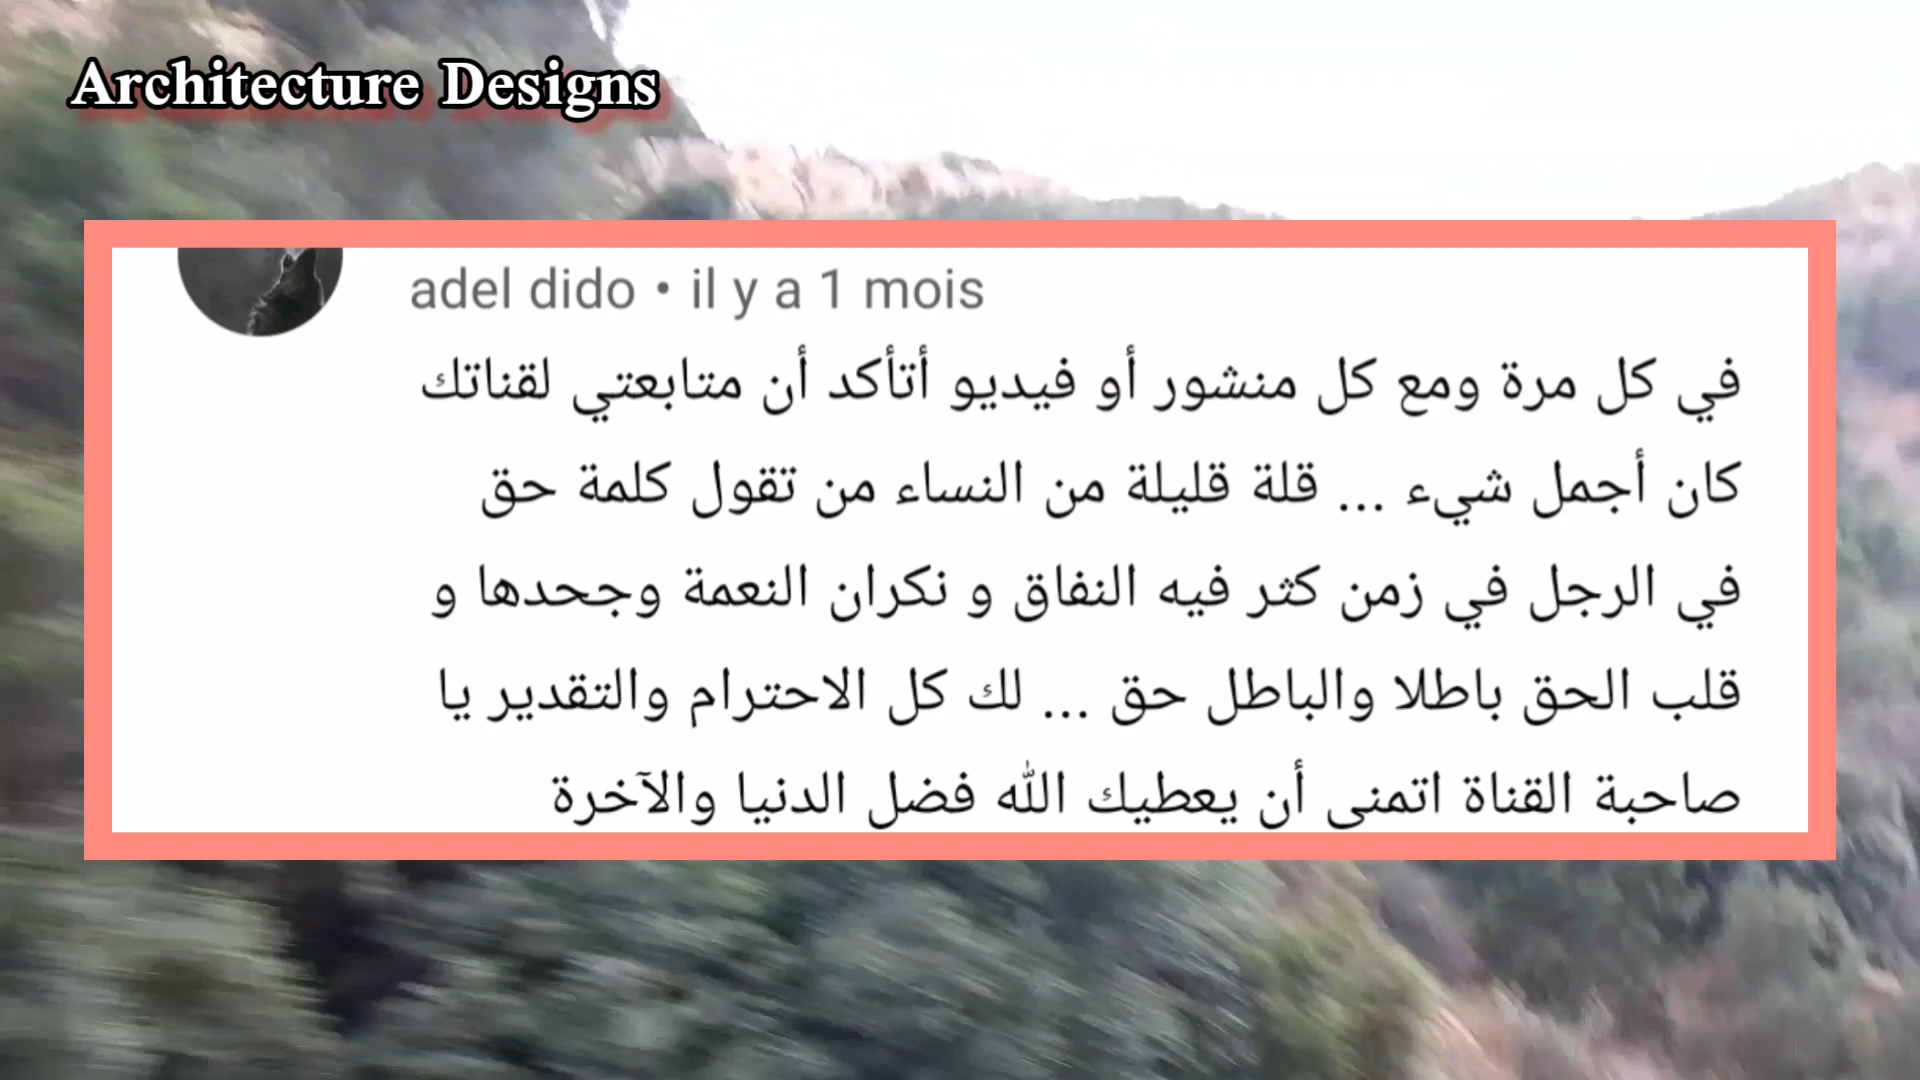 Architecture Designs
adel dido • il y a 1 mois
في كل مرة ومع كل منشور أو فيديو أتأكد أن متابعتي لقناتك
كان أجمل شيء ... قلة قليلة من النساء من تقول كلمة حق
في الرجل في زمن كثر فيه النفاق و نكران النعمة وجحدها و
قلب الحق باطلا والباطل حق ... لك كل الاحترام والتقدير يا
صاحبة القناة اتمنى أن يعطيك الله فضل الدنيا والآخرة